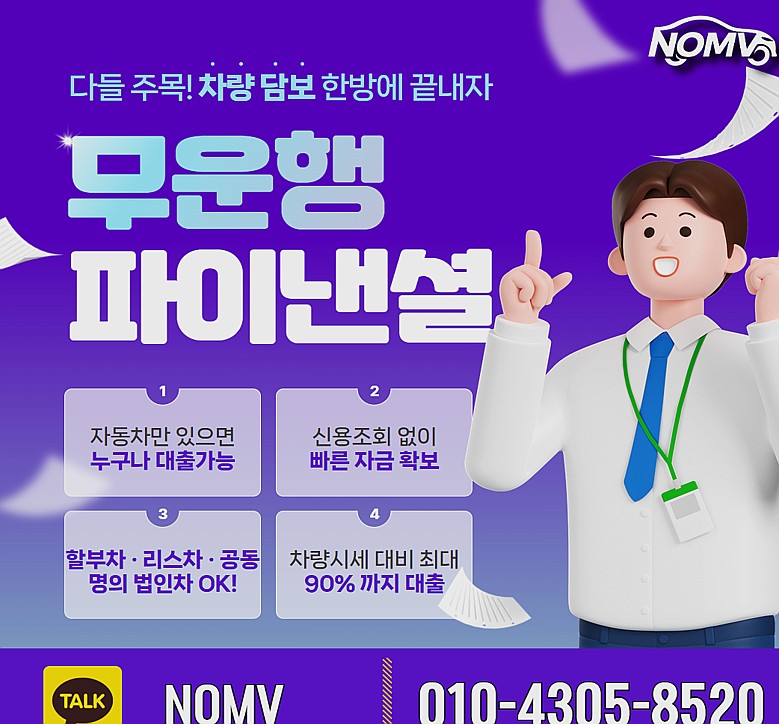 NOMV
다들 주목! 차량 담보 한방에 끝내자
무운행
파이낸셜
1
자동차만 있으면
누구나 대출가능
2
신용조회 없이
빠른 자금 확보
3
할부차 · 리스차 · 공동
명의 법인차 OK!
4
차량시세 대비 최대
90% 까지 대출
TALK
NOMV
010-4305-8520